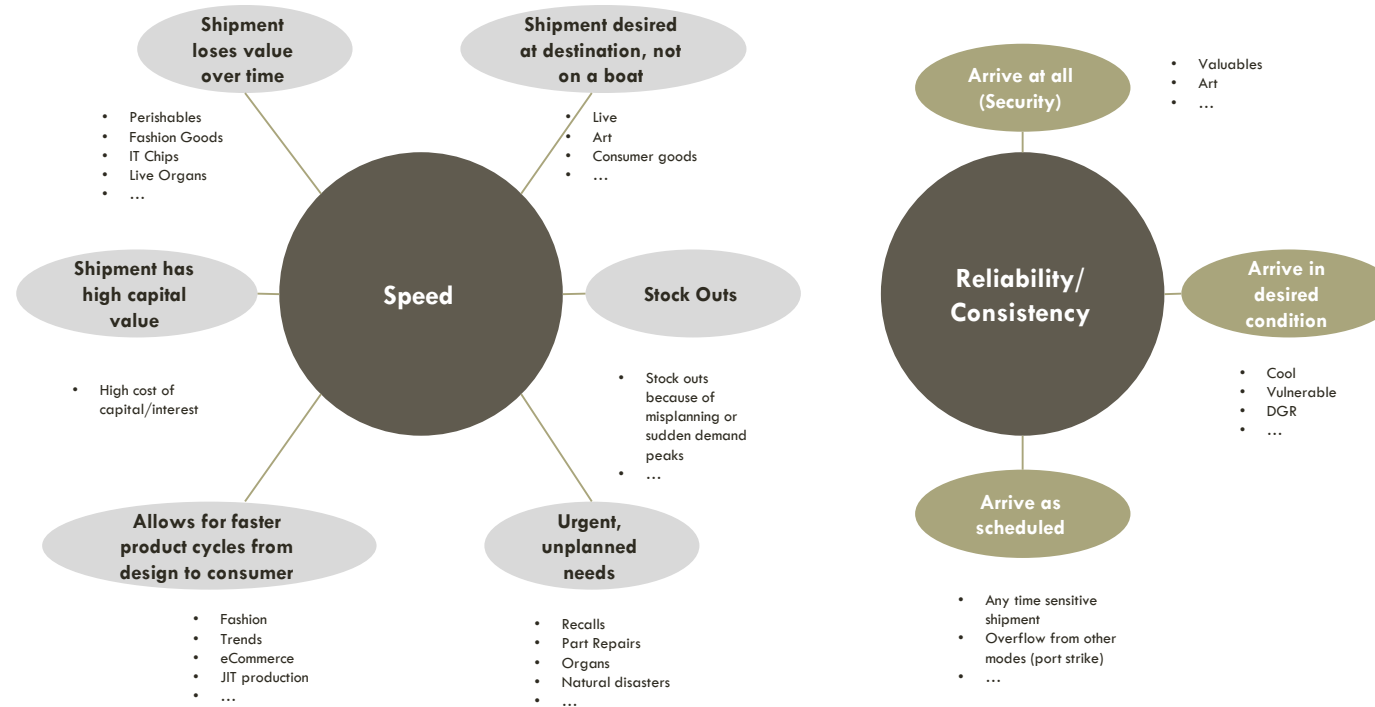 Shipment
loses value
over time
• Perishables
• Fashion Goods
• IT Chips
• Live Organs
• ...
Shipment desired
at destination, not
on a boat
• Live
• Art
• Consumer goods
• ...
Shipment has
high capital
value
• High cost of
capital/interest
Speed
Stock Outs
• Stock outs
because of
misplanning or
sudden demand
peaks
• ...
Allows for faster
product cycles from
design to consumer
• Fashion
• Trends
• eCommerce
• JIT production
• ...
Urgent,
unplanned
needs
• Recalls
• Part Repairs
• Organs
• Natural disasters
• ...
Arrive at all
(Security)
• Valuables
• Art
• ...
Reliability/
Consistency
Arrive in
desired
condition
• Cool
• Vulnerable
• DGR
• ...
Arrive as
scheduled
• Any time sensitive
shipment
• Overflow from other
modes (port strike)
• ...